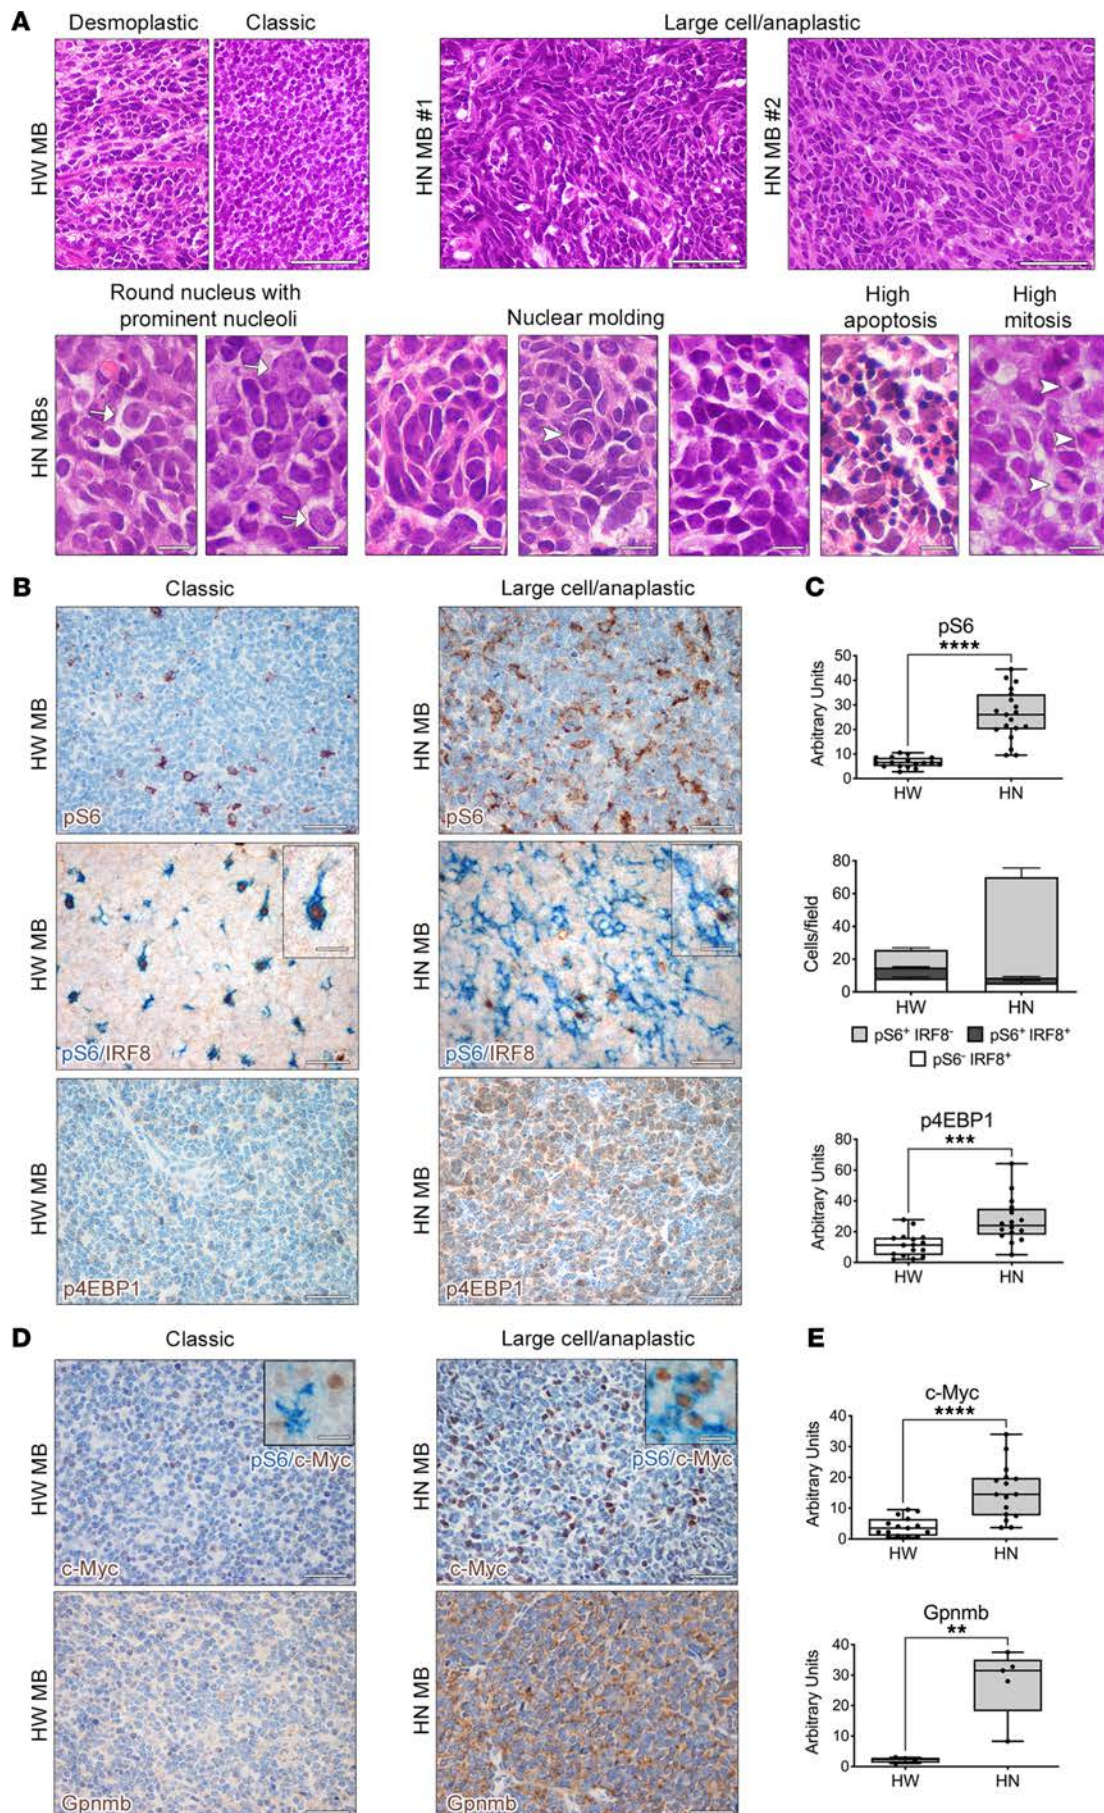 A
Desmoplastic
Classic
Large cell/anaplastic
HW MB
HN MB #1
HN MB #2
Round nucleus with
prominent nucleoli
Nuclear molding
High
apoptosis
High
mitosis
HN MBs
B
Classic
Large cell/anaplastic
HW MB
pS6
HN MB
pS6
HW MB
pS6/IRF8
HN MB
pS6/IRF8
HW MB
p4EBP1
HN MB
p4EBP1
C
pS6
****
Arbitrary Units
50
40
30
20
10
0
HW
HN
Cells/field
80
60
40
20
0
HW
HN
pS6⁺ IRF8⁻
pS6⁺ IRF8⁺
pS6⁻ IRF8⁺
p4EBP1
***
Arbitrary Units
80
60
40
20
0
HW
HN
D
Classic
Large cell/anaplastic
HW MB
pS6/c-Myc
c-Myc
HN MB
pS6/c-Myc
c-Myc
HW MB
Gpnmb
HN MB
Gpnmb
E
c-Myc
****
Arbitrary Units
40
30
20
10
0
HW
HN
Gpnmb
**
Arbitrary Units
40
30
20
10
0
HW
HN